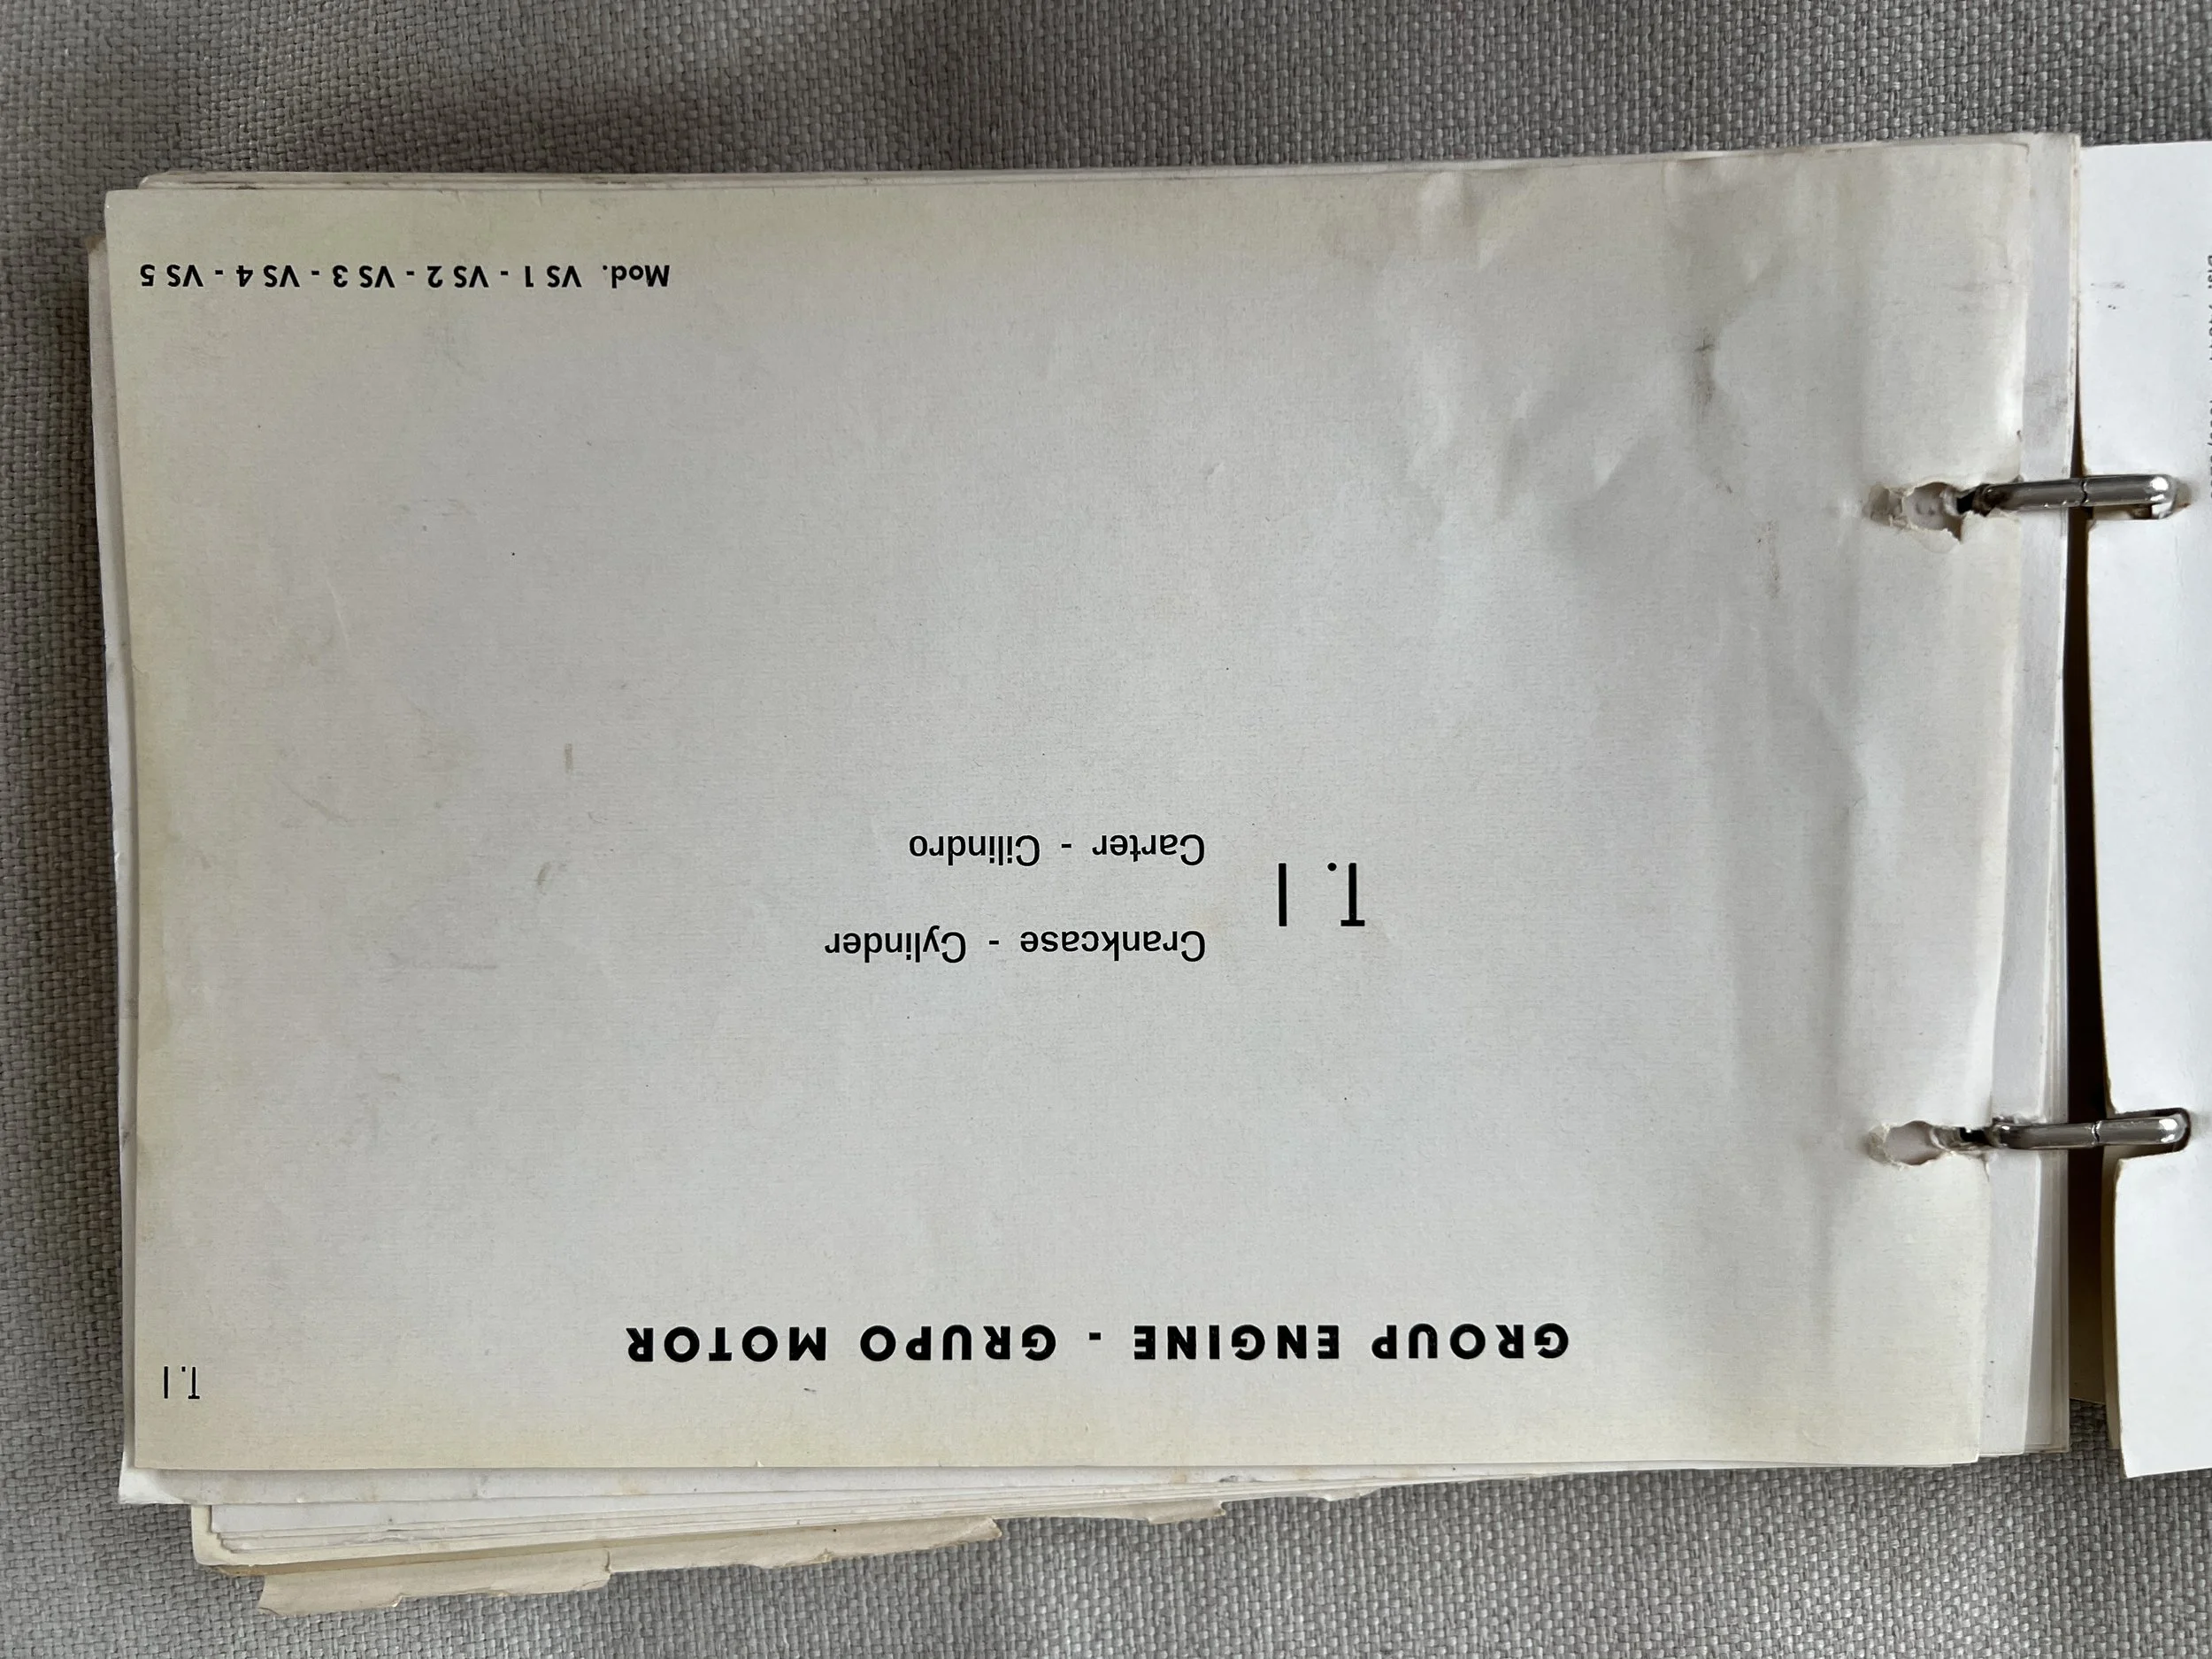 T. 1
GROUP ENGINE - GRUPO MOTOR
T. 1
Crankcase - Cylinder
Carter - Cilindro
Mod. VS 1 - VS 2 - VS 3 - VS 4 - VS 5